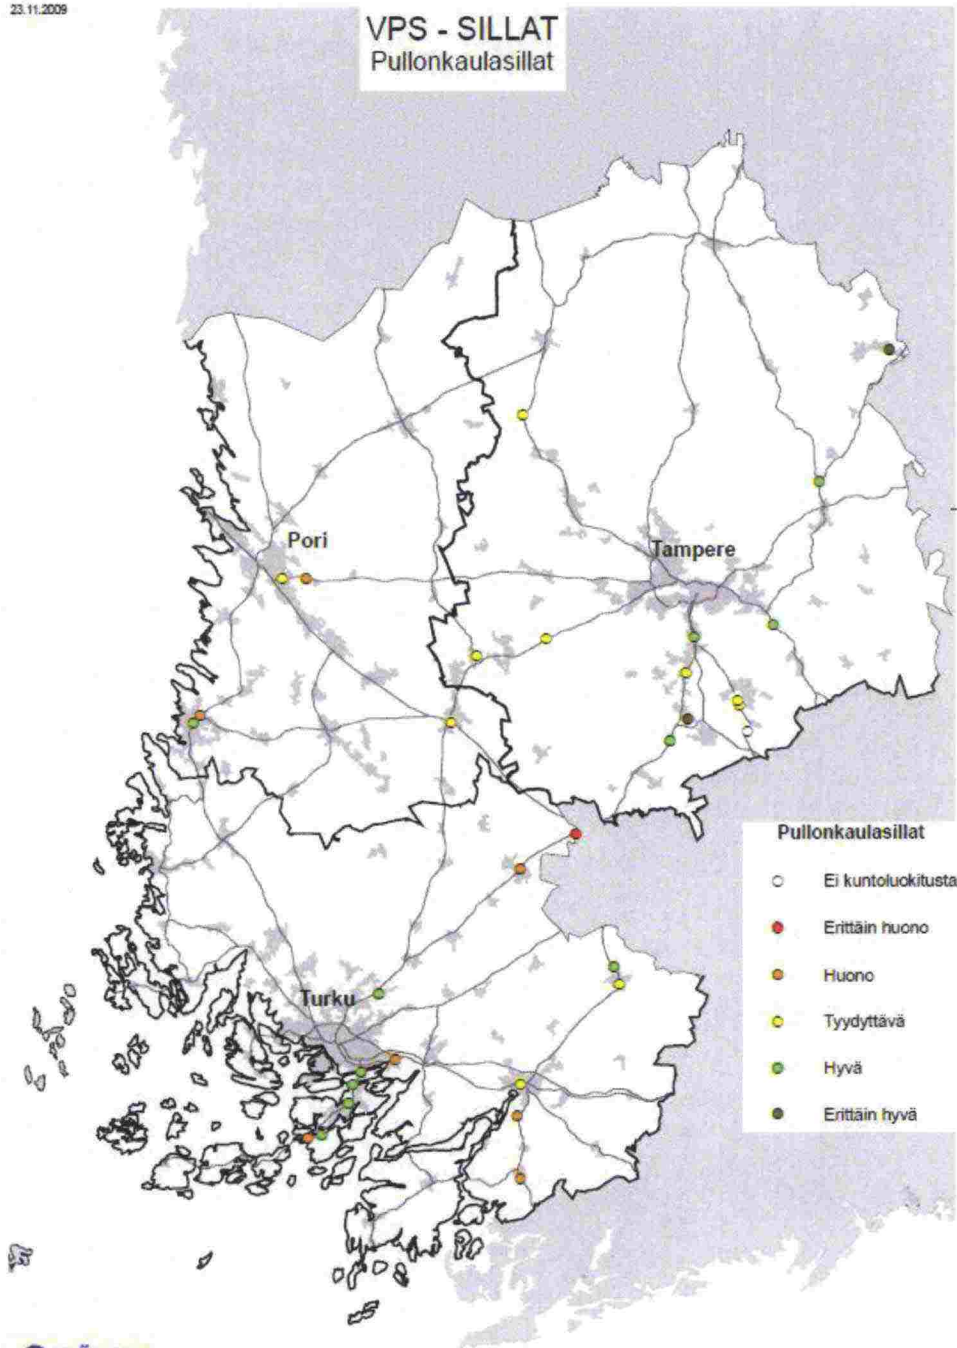 23.11.2009
VPS - SILLAT
Pullonkaulasillat
Pori
Tampere
Turku
Pullonkaulasillat
Ei kuntoluokitusta
Erittäin huono
Huono
Tyydyttävä
Hyvä
Erittäin hyvä